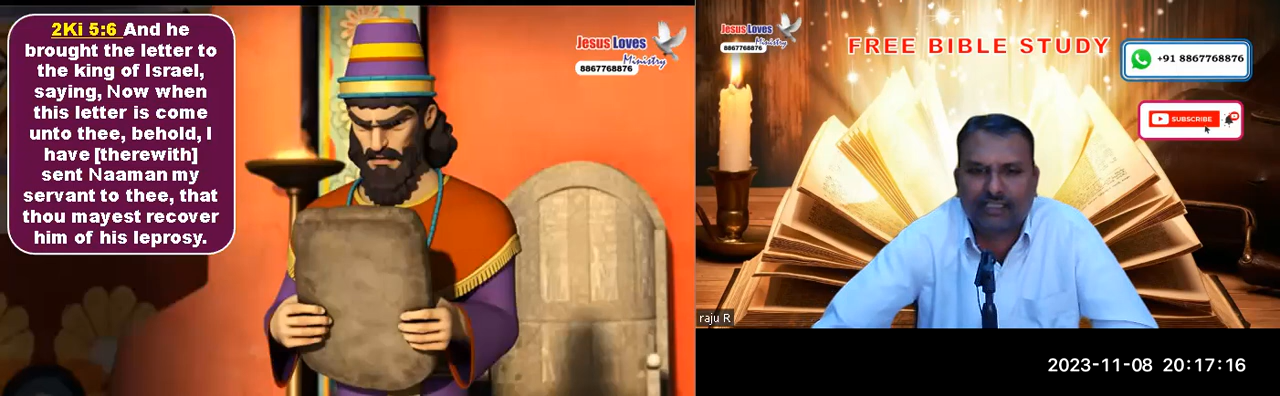 2Ki 5:6 And he
brought the letter to
the king of Israel,
saying, Now when
this letter is come
unto thee, behold, I
have [therewith]
sent Naaman my
servant to thee, that
thou mayest recover
him of his leprosy.
Jesus Loves
Ministry
8867768876
Jesus Loves
Ministry
8867768876
FREE BIBLE STUDY
+91 8867768876
SUBSCRIBE
raju R
2023-11-08 20:17:16